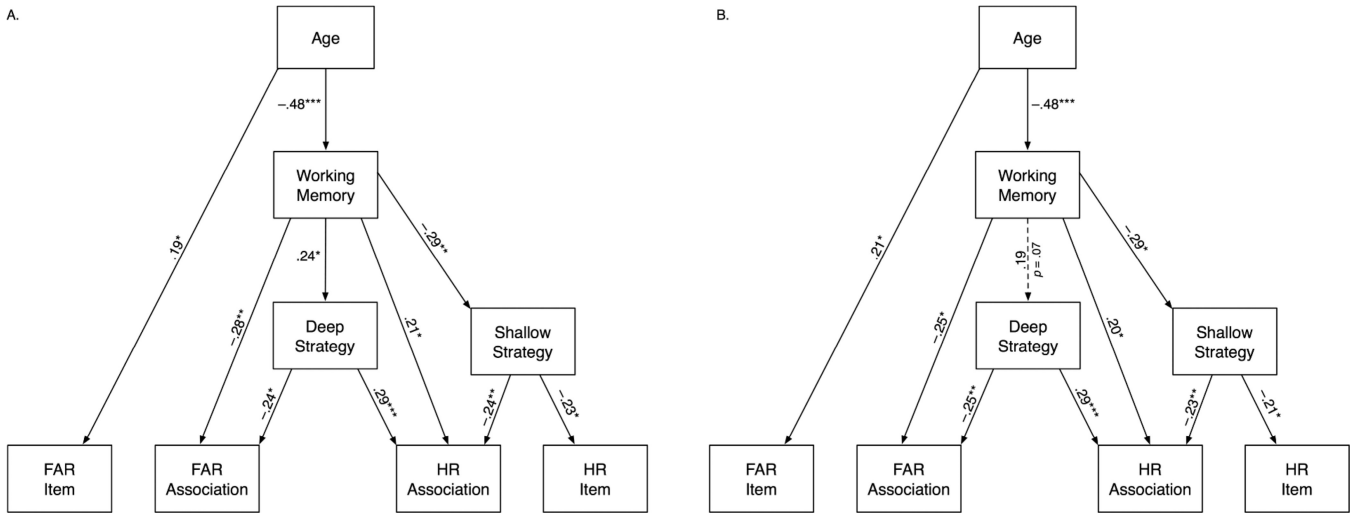 A.
Age
–.48***
Working
Memory
.19*
–.28**
.24*
.21*
–.29**
Deep
Strategy
Shallow
Strategy
–.24*
.29***
–.24**
–.23*
FAR
Item
FAR
Association
HR
Association
HR
Item
B.
Age
–.48***
Working
Memory
.21*
–.25*
.19
p = .07
.20*
–.29*
Deep
Strategy
Shallow
Strategy
–.25**
.29***
–.23**
–.21*
FAR
Item
FAR
Association
HR
Association
HR
Item